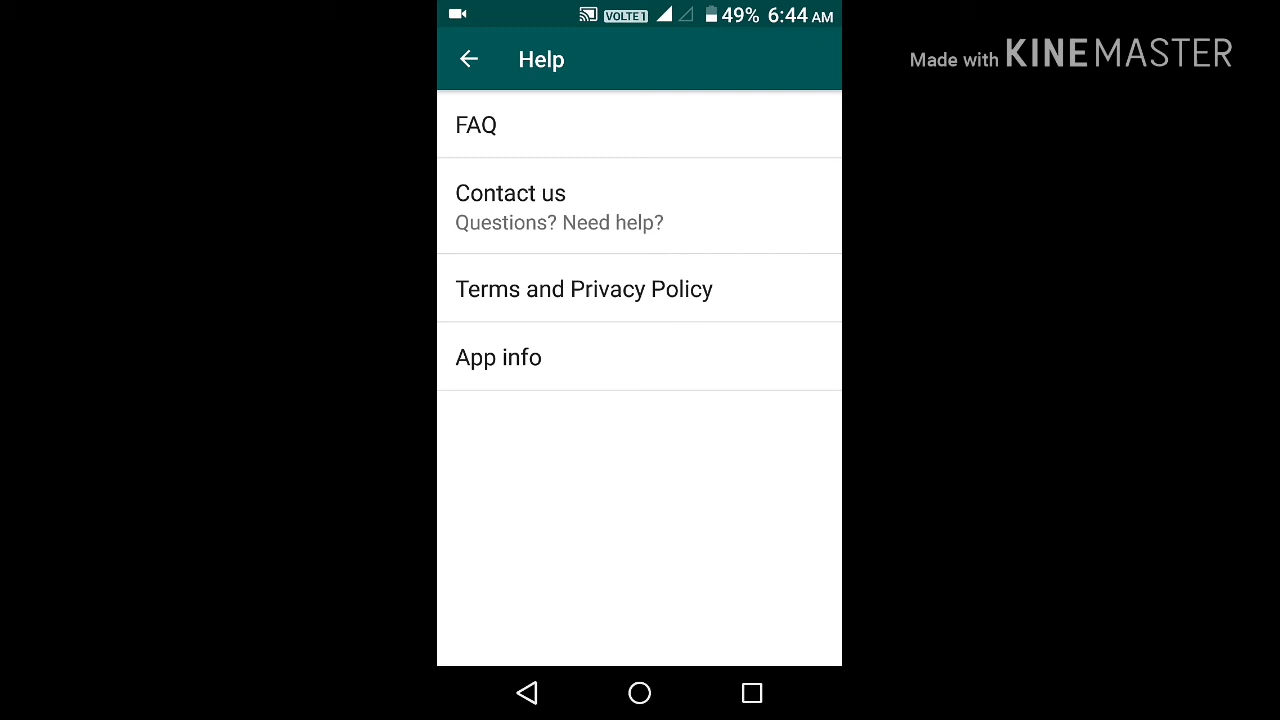 VOLTE 1 49% 6:44 AM
Help
Made with KINEMASTER
FAQ
Contact us
Questions? Need help?
Terms and Privacy Policy
App info